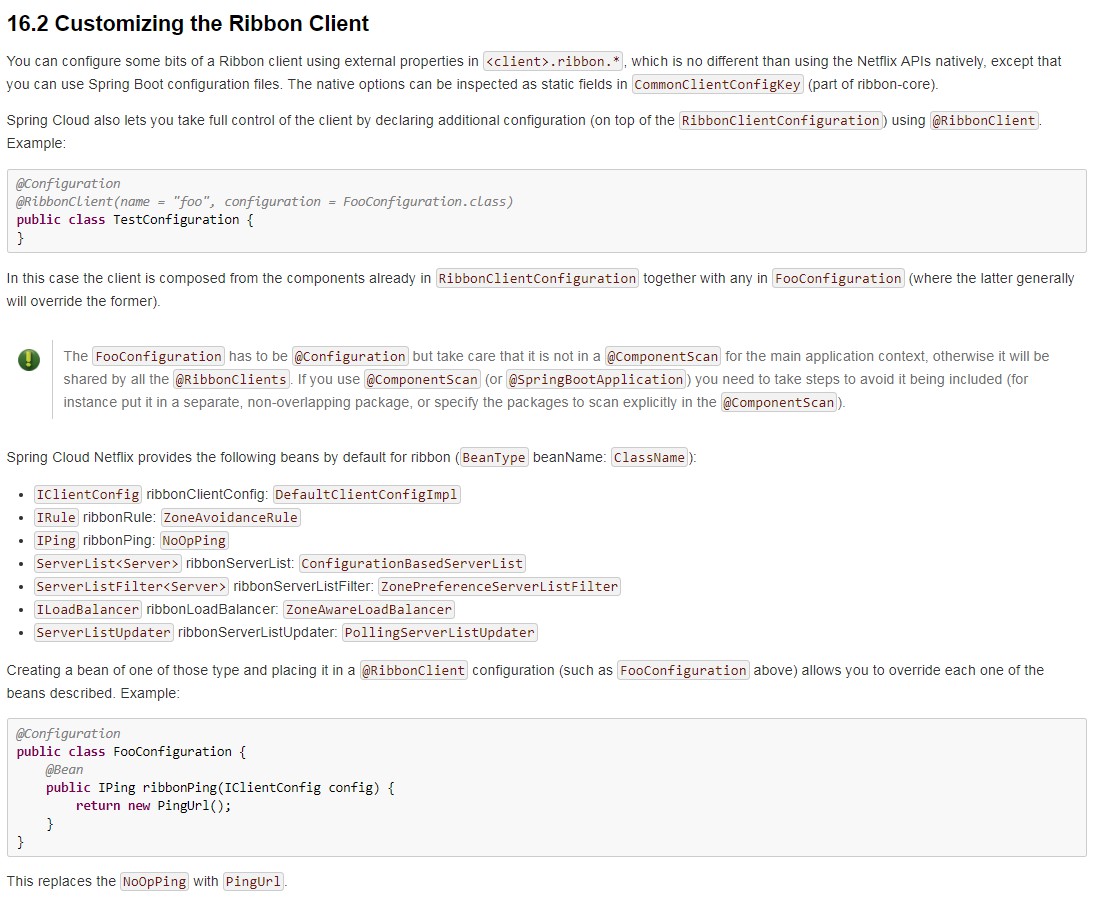 16.2 Customizing the Ribbon Client
You can configure some bits of a Ribbon client using external properties in <client>.ribbon.*, which is no different than using the Netflix APIs natively, except that
you can use Spring Boot configuration files. The native options can be inspected as static fields in CommonClientConfigKey (part of ribbon-core).
Spring Cloud also lets you take full control of the client by declaring additional configuration (on top of the RibbonClientConfiguration) using @RibbonClient.
Example:
@Configuration
@RibbonClient(name = "foo", configuration = FooConfiguration.class)
public class TestConfiguration {
}
In this case the client is composed from the components already in RibbonClientConfiguration together with any in FooConfiguration (where the latter generally
will override the former).
The FooConfiguration has to be @Configuration but take care that it is not in a @ComponentScan for the main application context, otherwise it will be
shared by all the @RibbonClients. If you use @ComponentScan (or @SpringBootApplication) you need to take steps to avoid it being included (for
instance put it in a separate, non-overlapping package, or specify the packages to scan explicitly in the @ComponentScan).
Spring Cloud Netflix provides the following beans by default for ribbon (BeanType beanName: ClassName):
• IClientConfig ribbonClientConfig: DefaultClientConfigImpl
• IRule ribbonRule: ZoneAvoidanceRule
• IPing ribbonPing: NoOpPing
• ServerList<Server> ribbonServerList: ConfigurationBasedServerList
• ServerListFilter<Server> ribbonServerListFilter: ZonePreferenceServerListFilter
• ILoadBalancer ribbonLoadBalancer: ZoneAwareLoadBalancer
• ServerListUpdater ribbonServerListUpdater: PollingServerListUpdater
Creating a bean of one of those type and placing it in a @RibbonClient configuration (such as FooConfiguration above) allows you to override each one of the
beans described. Example:
@Configuration
public class FooConfiguration {
    @Bean
    public IPing ribbonPing(IClientConfig config) {
        return new PingUrl();
    }
}
This replaces the NoOpPing with PingUrl.